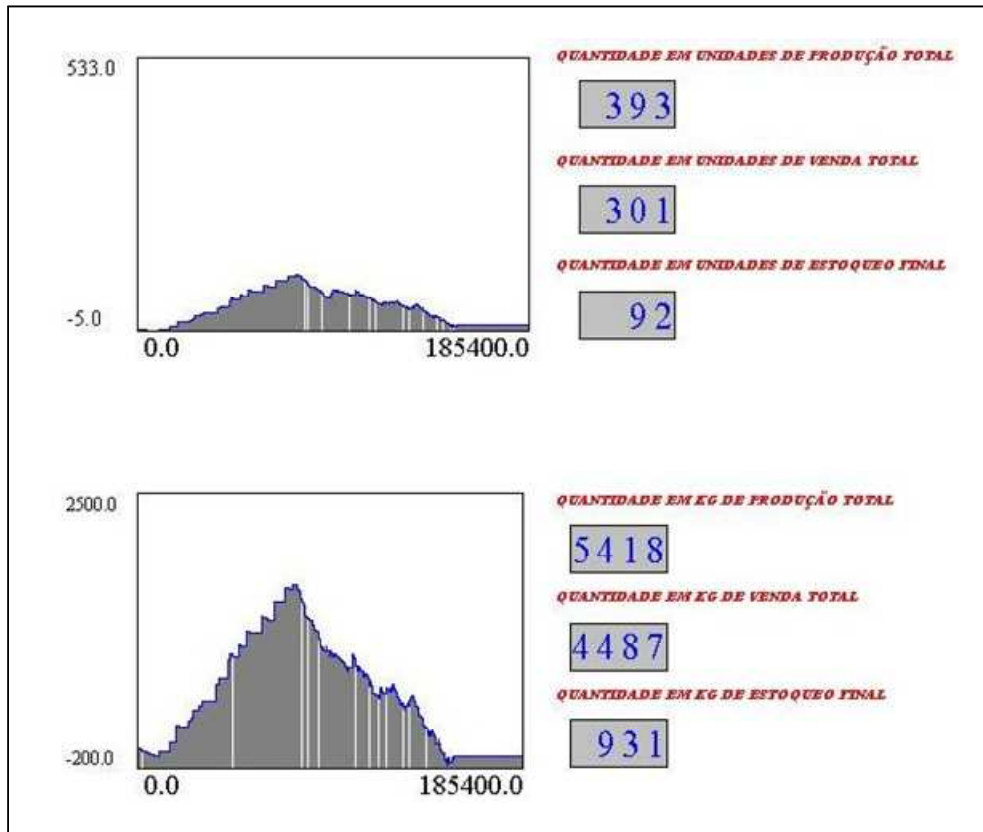 533.0
-5.0
0.0 185400.0
QUANTIDADE EM UNIDADES DE PRODUÇÃO TOTAL
393
QUANTIDADE EM UNIDADES DE VENDA TOTAL
301
QUANTIDADE EM UNIDADES DE ESTOQUEO FINAL
92
2500.0
-200.0
0.0 185400.0
QUANTIDADE EM KG DE PRODUÇÃO TOTAL
5418
QUANTIDADE EM KG DE VENDA TOTAL
4487
QUANTIDADE EM KG DE ESTOQUEO FINAL
931